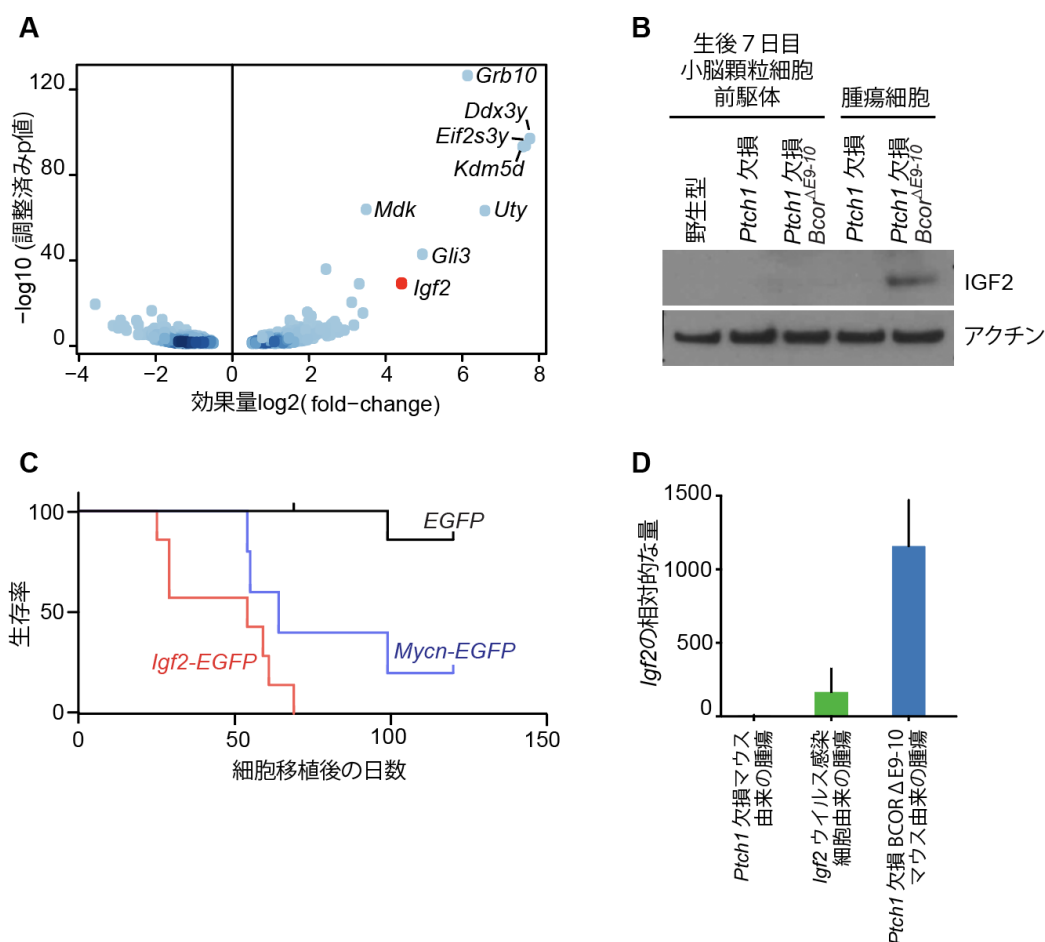 A
120
80
40
0
−log10 (調整済みp値)
Grb10
Ddx3y
Eif2s3y
Kdm5d
Mdk
Uty
Gli3
Igf2
−4
−2
0
2
4
6
8
効果量log2( fold−change)
B
生後７日目
小脳顆粒細胞
前駆体
腫瘍細胞
野生型
Ptch1 欠損
Ptch1 欠損
BcorΔE9-10
Ptch1 欠損
Ptch1 欠損
BcorΔE9-10
IGF2
アクチン
C
100
50
0
生存率
EGFP
Igf2-EGFP
Mycn-EGFP
0
50
100
150
細胞移植後の日数
D
1500
1000
500
0
Igf2の相対的な量
Ptch1 欠損マウス
由来の腫瘍
Igf2 ウイルス感染
細胞由来の腫瘍
Ptch1 欠損 BCOR Δ E9-10
マウス由来の腫瘍